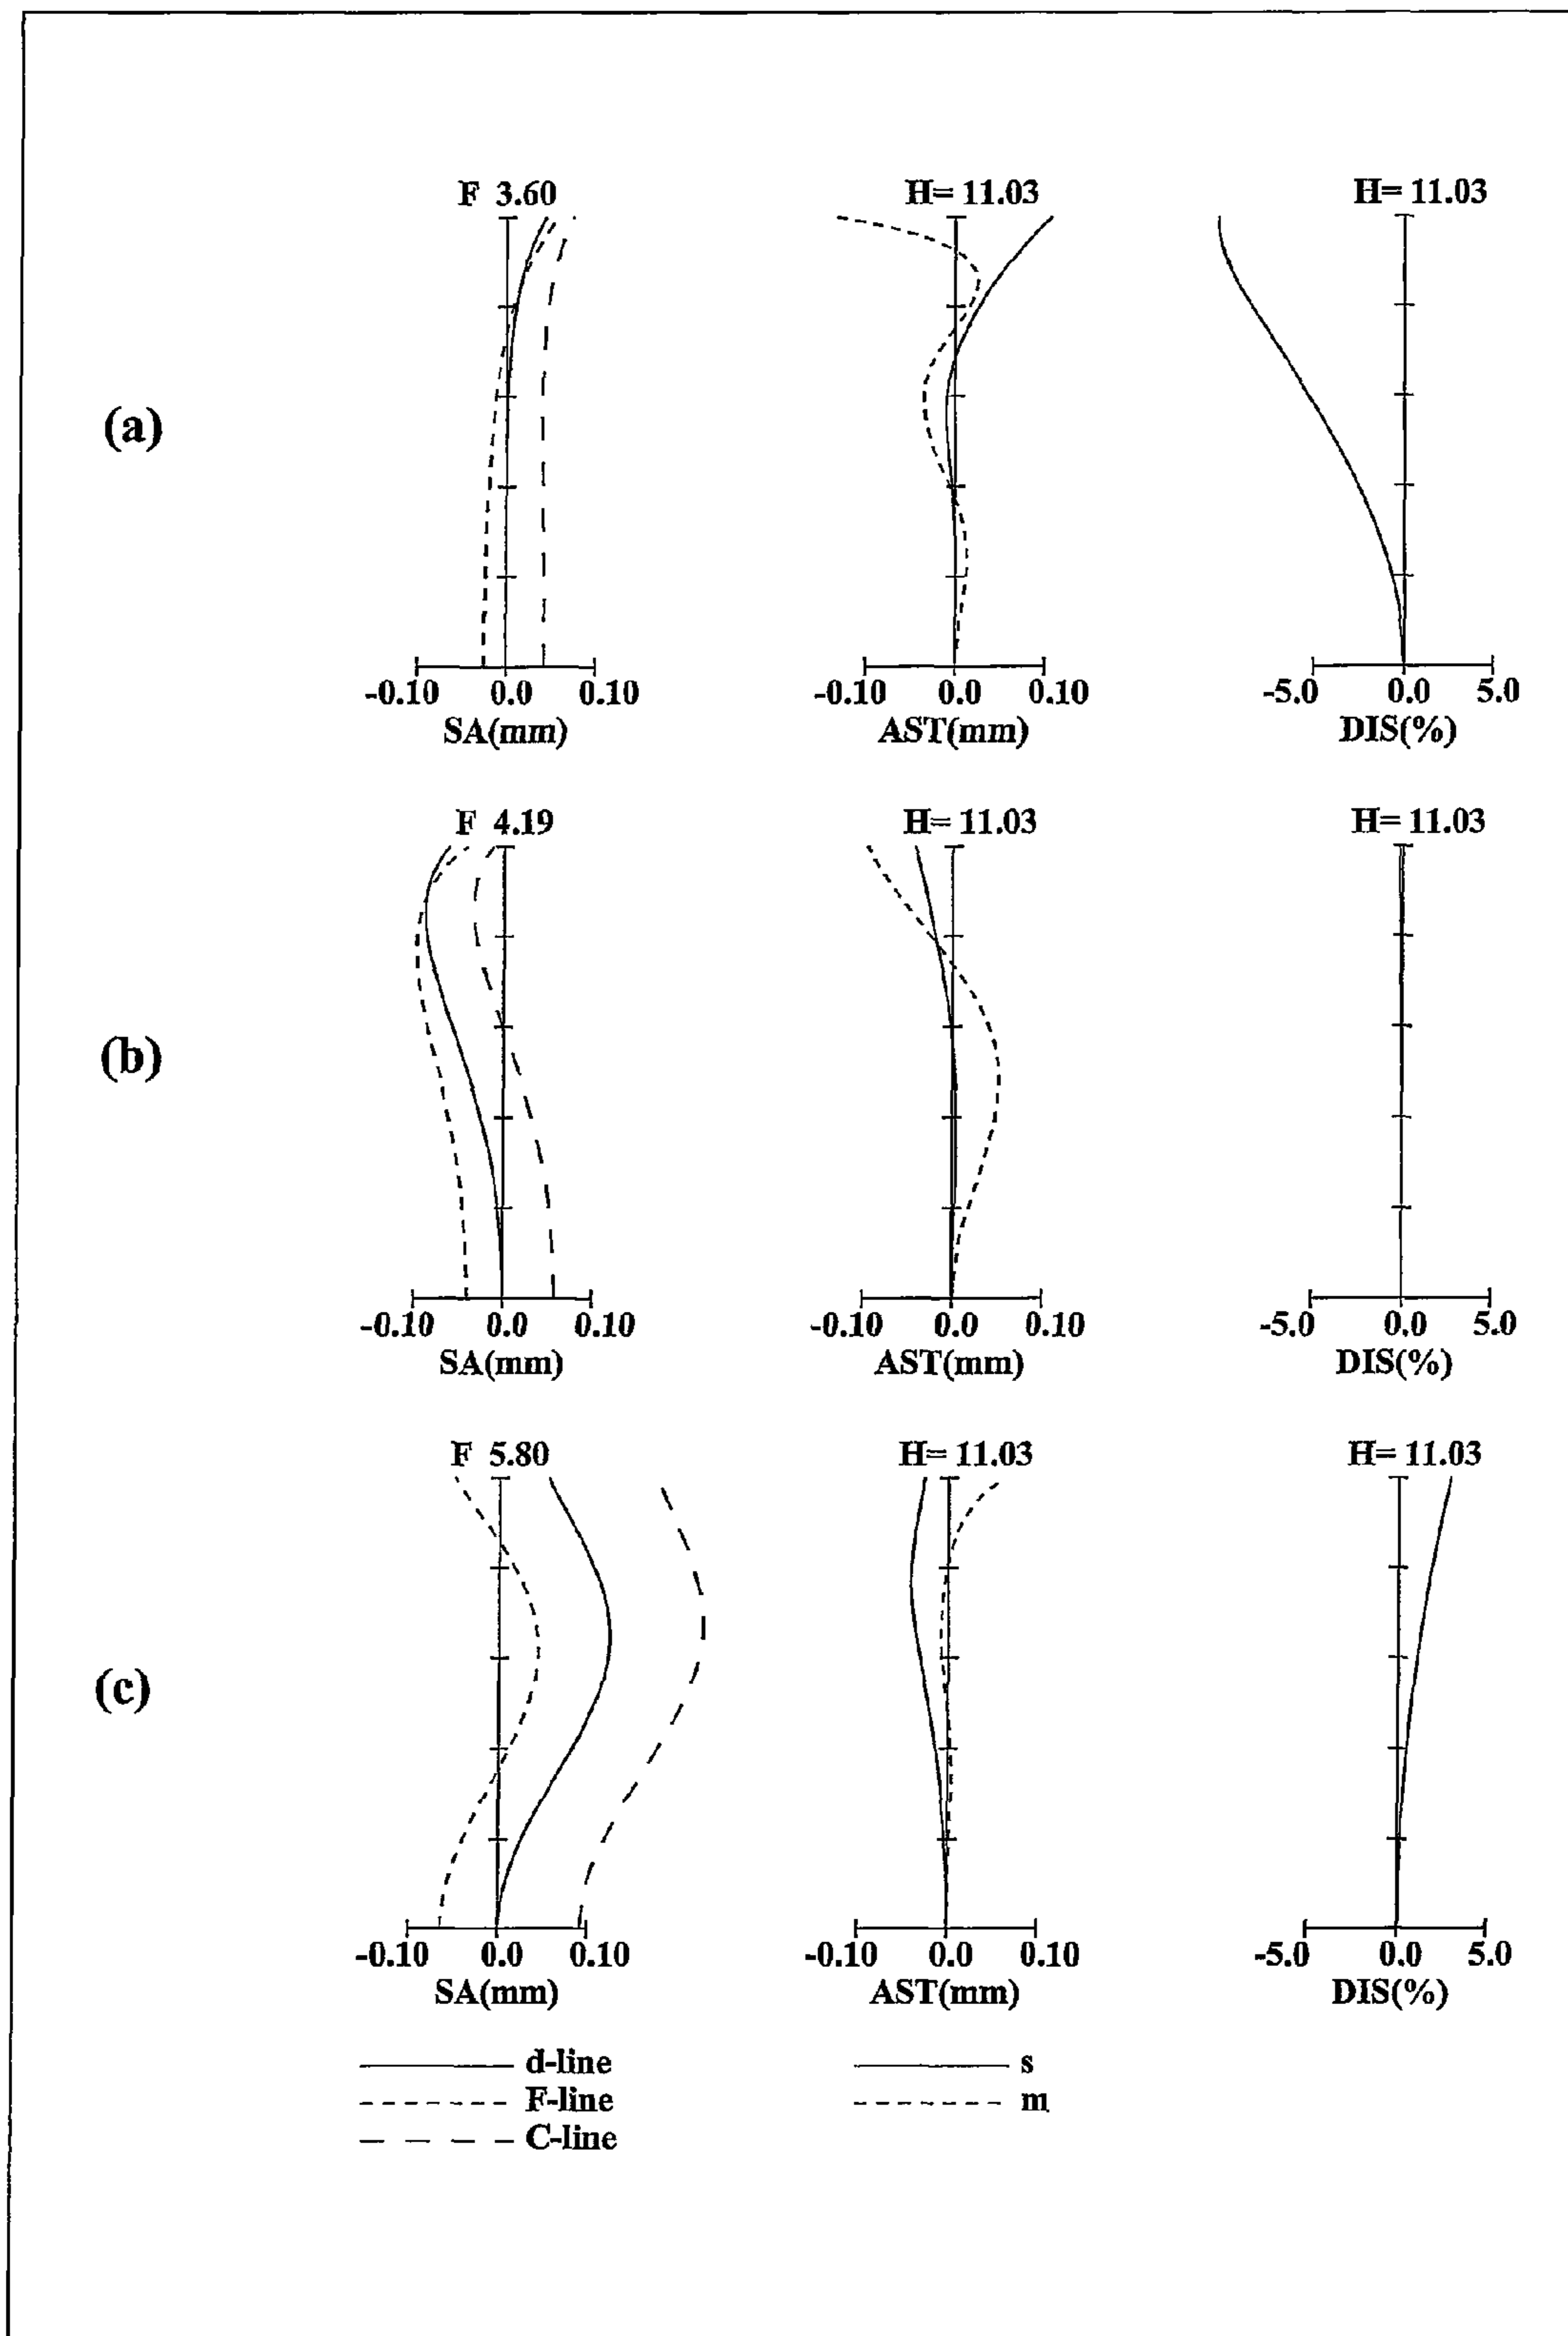 F 3.60 H= 11.03 H= 11.03
(a)
-0.10 0.0 0.10 -0.10 0.0 0.10 -5.0 0.0 5.0
SA(mm) AST(mm) DIS(%)
F 4.19 H= 11.03 H= 11.03
(b)
-0.10 0.0 0.10 -0.10 0.0 0.10 -5.0 0.0 5.0
SA(mm) AST(mm) DIS(%)
F 5.80 H= 11.03 H= 11.03
(c)
-0.10 0.0 0.10 -0.10 0.0 0.10 -5.0 0.0 5.0
SA(mm) AST(mm) DIS(%)
d-line s
F-line m
C-line